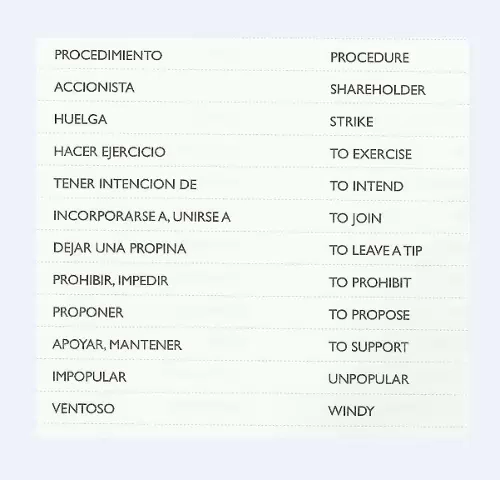 PROCEDIMIENTO PROCEDURE
ACCIONISTA SHAREHOLDER
HUELGA STRIKE
HACER EJERCICIO TO EXERCISE
TENER INTENCION DE TO INTEND
INCORPORARSE A, UNIRSE A TO JOIN
DEJAR UNA PROPINA TO LEAVE A TIP
PROHIBIR, IMPEDIR TO PROHIBIT
PROPONER TO PROPOSE
APOYAR, MANTENER TO SUPPORT
IMPOPULAR UNPOPULAR
VENTOSO WINDY